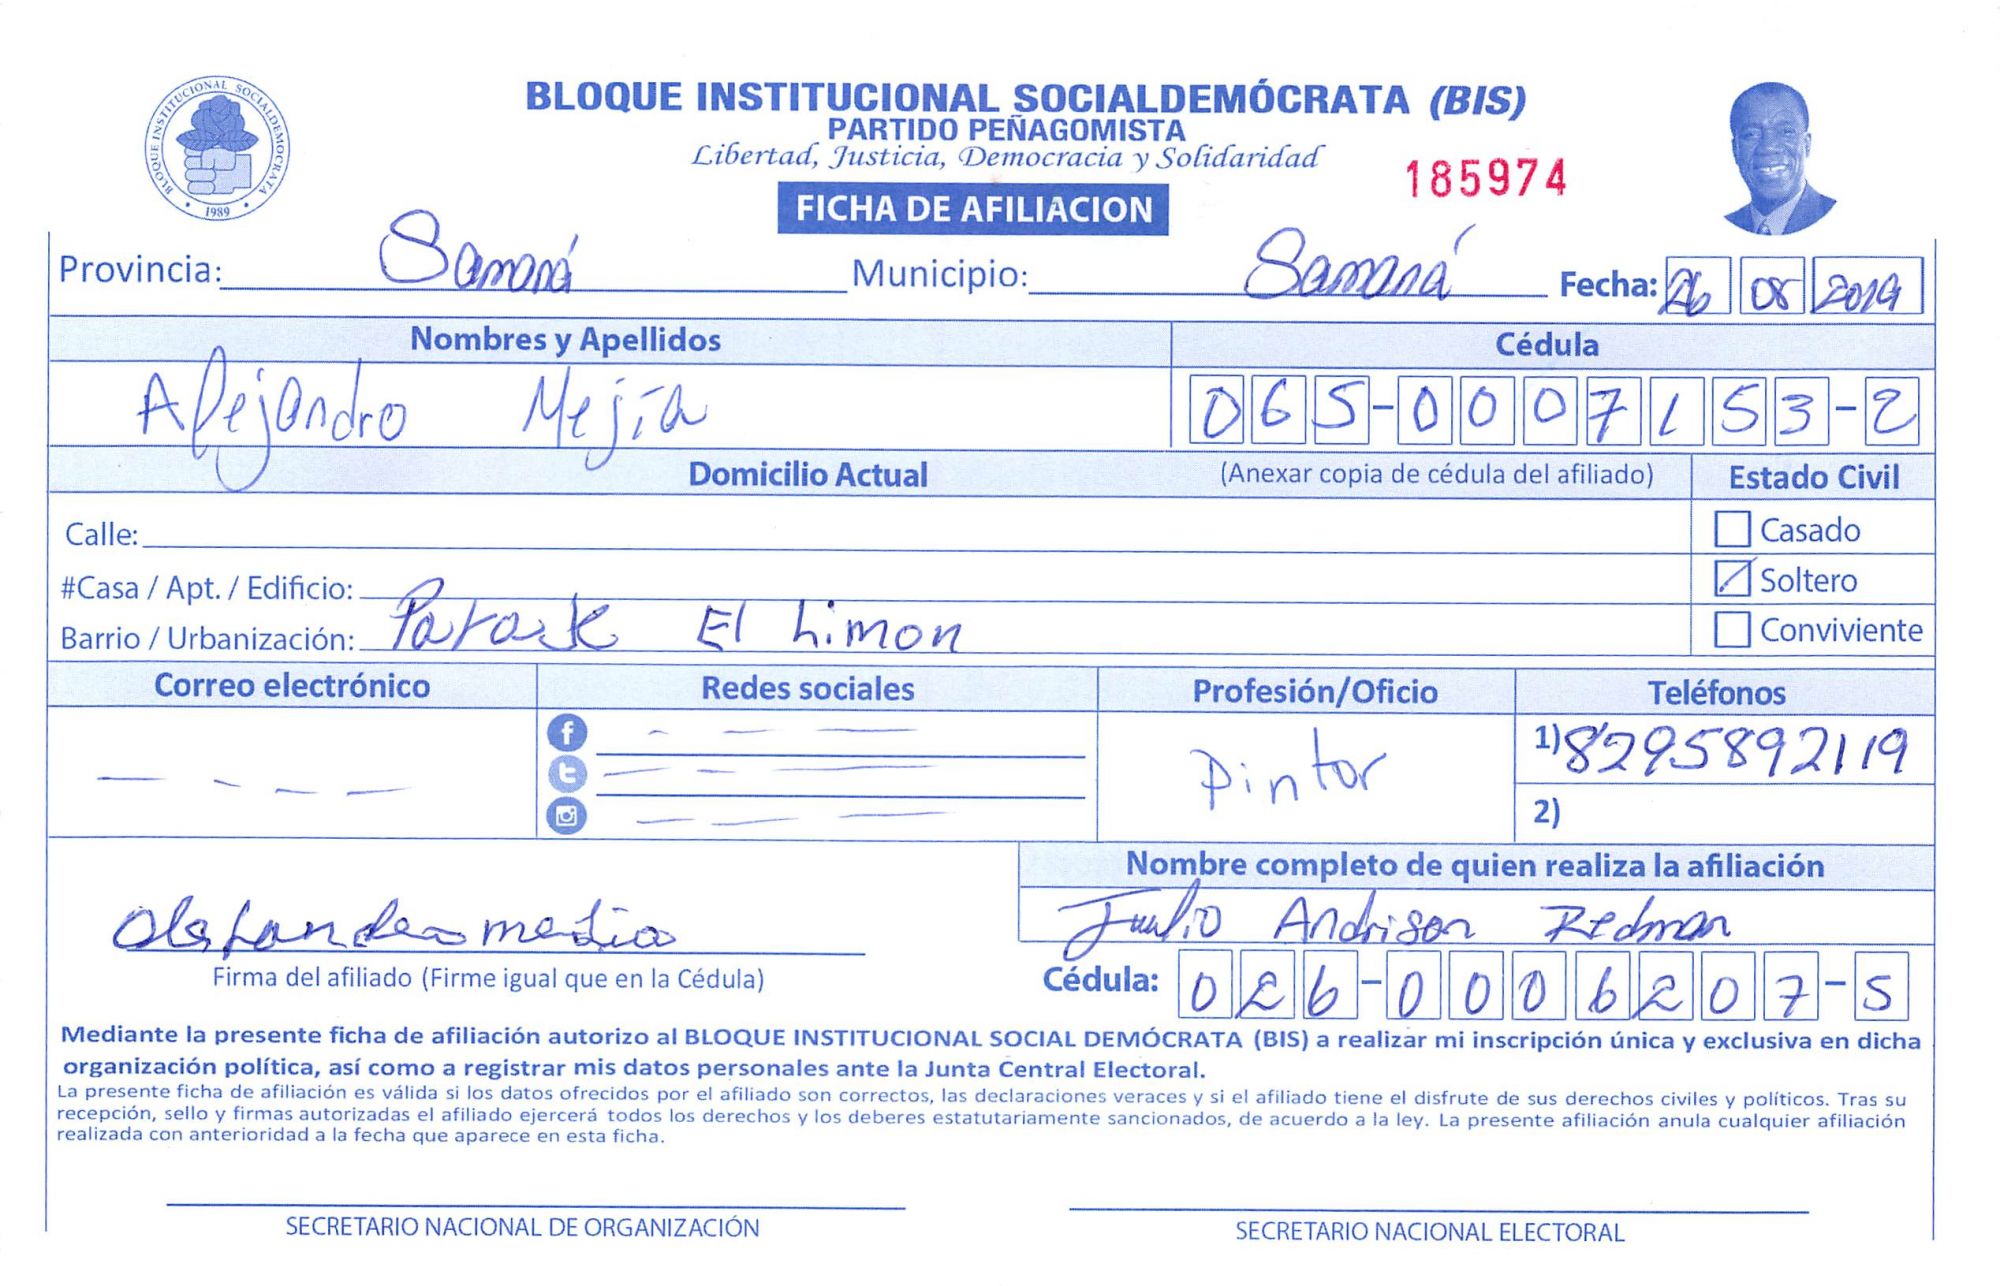 BLOQUE INSTITUCIONAL SOCIALDEMÓCRATA
1989
BLOQUE INSTITUCIONAL SOCIALDEMÓCRATA (BIS)
PARTIDO PEÑAGOMISTA
Libertad, Justicia, Democracia y Solidaridad
185974
FICHA DE AFILIACION
Provincia: Samaná Municipio: Samaná Fecha: 26 08 2019
Nombres y Apellidos Cédula
Alejandro Mejía 065-0007153-2
Domicilio Actual (Anexar copia de cédula del afiliado) Estado Civil
Calle: Casado
#Casa / Apt. / Edificio: Soltero
Barrio / Urbanización: El Limon Conviviente
Correo electrónico Redes sociales Profesión/Oficio Teléfonos
Pintor 1) 8295892119
2)
Nombre completo de quien realiza la afiliación
Julio Andrison Redman
Firma del afiliado (Firme igual que en la Cédula) Cédula: 026-0006207-5
Mediante la presente ficha de afiliación autorizo al BLOQUE INSTITUCIONAL SOCIAL DEMÓCRATA (BIS) a realizar mi inscripción única y exclusiva en dicha
organización política, así como a registrar mis datos personales ante la Junta Central Electoral.
La presente ficha de afiliación es válida si los datos ofrecidos por el afiliado son correctos, las declaraciones veraces y si el afiliado tiene el disfrute de sus derechos civiles y políticos. Tras su
recepción, sello y firmas autorizadas el afiliado ejercerá todos los derechos y los deberes estatutariamente sancionados, de acuerdo a la ley. La presente afiliación anula cualquier afiliación
realizada con anterioridad a la fecha que aparece en esta ficha.
SECRETARIO NACIONAL DE ORGANIZACIÓN SECRETARIO NACIONAL ELECTORAL